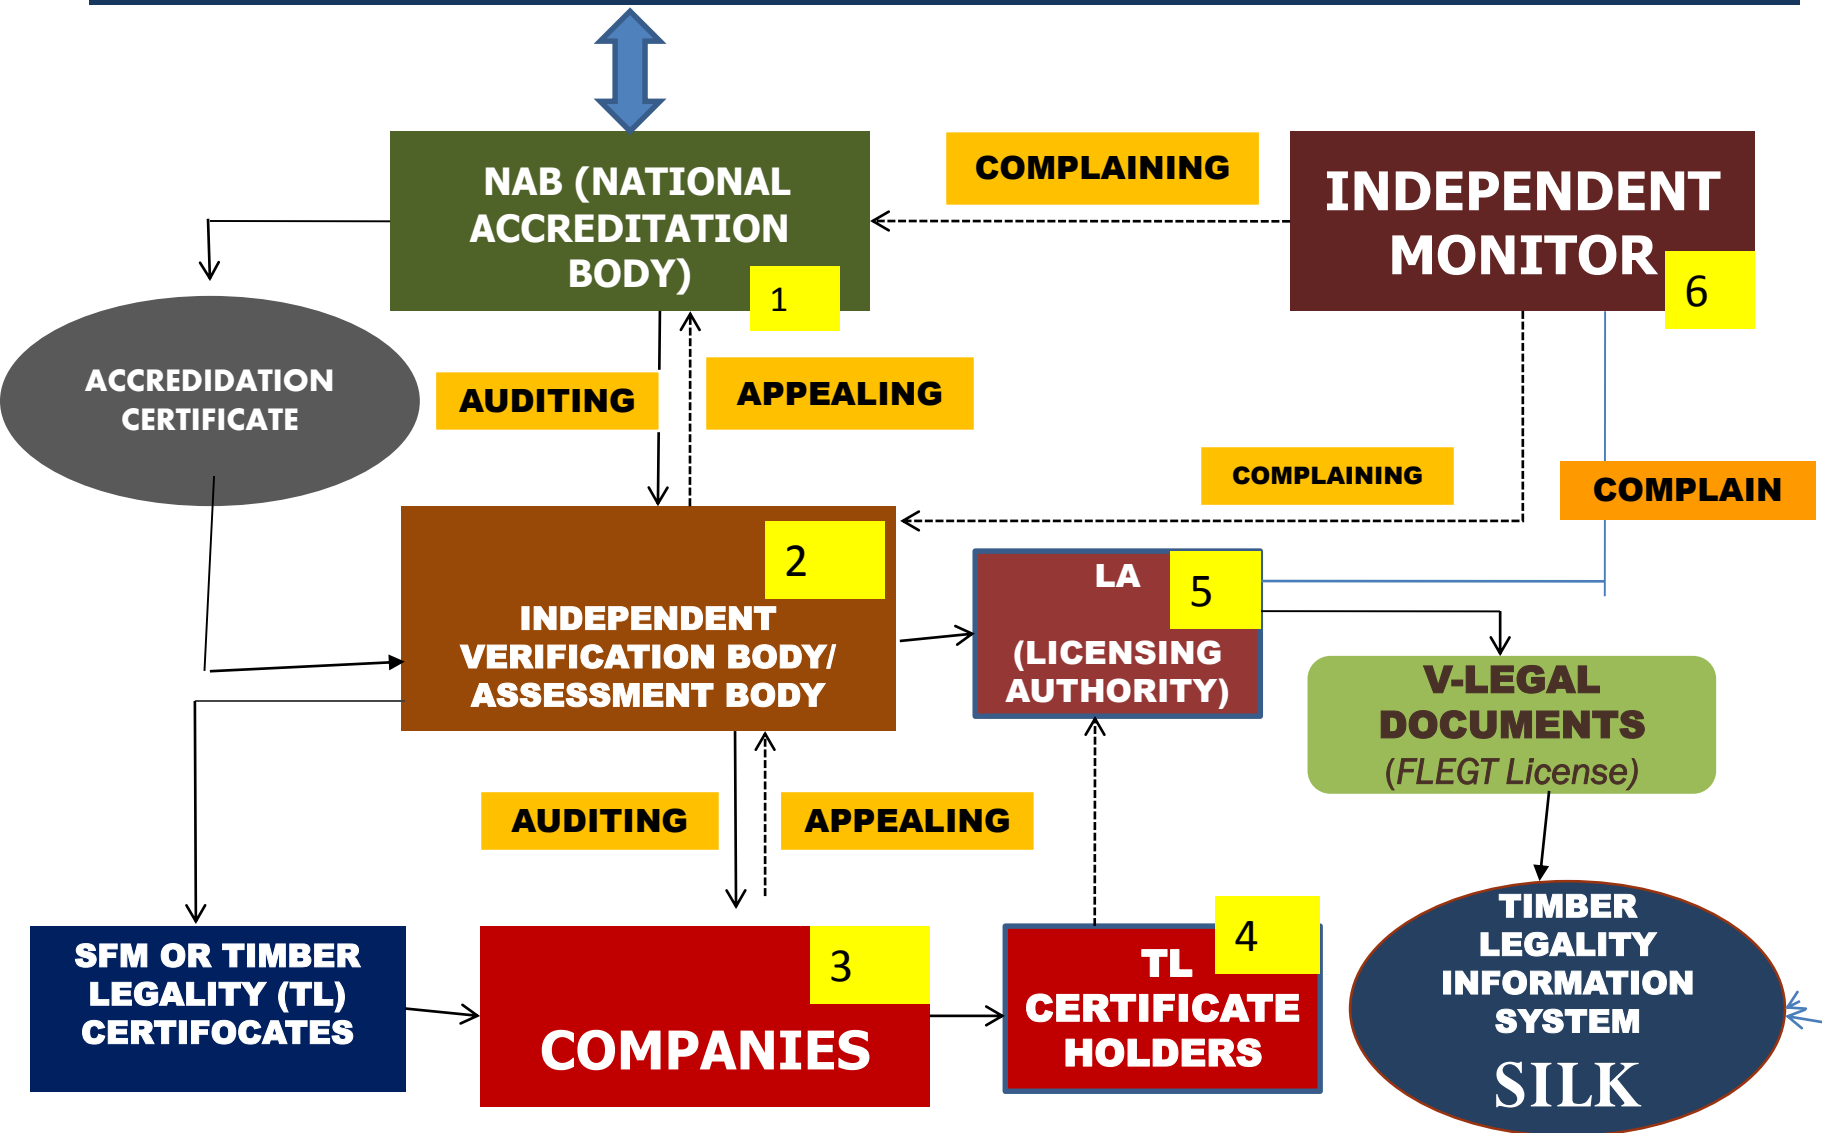 NAB (NATIONAL
ACCREDITATION
BODY)
1
COMPLAINING
INDEPENDENT
MONITOR
6
ACCREDIDATION
CERTIFICATE
AUDITING
APPEALING
COMPLAINING
COMPLAIN
2
INDEPENDENT
VERIFICATION BODY/
ASSESSMENT BODY
LA
5
(LICENSING
AUTHORITY)
V-LEGAL
DOCUMENTS
(FLEGT License)
AUDITING
APPEALING
SFM OR TIMBER
LEGALITY (TL)
CERTIFOCATES
3
COMPANIES
4
TL
CERTIFICATE
HOLDERS
TIMBER
LEGALITY
INFORMATION
SYSTEM
SILK